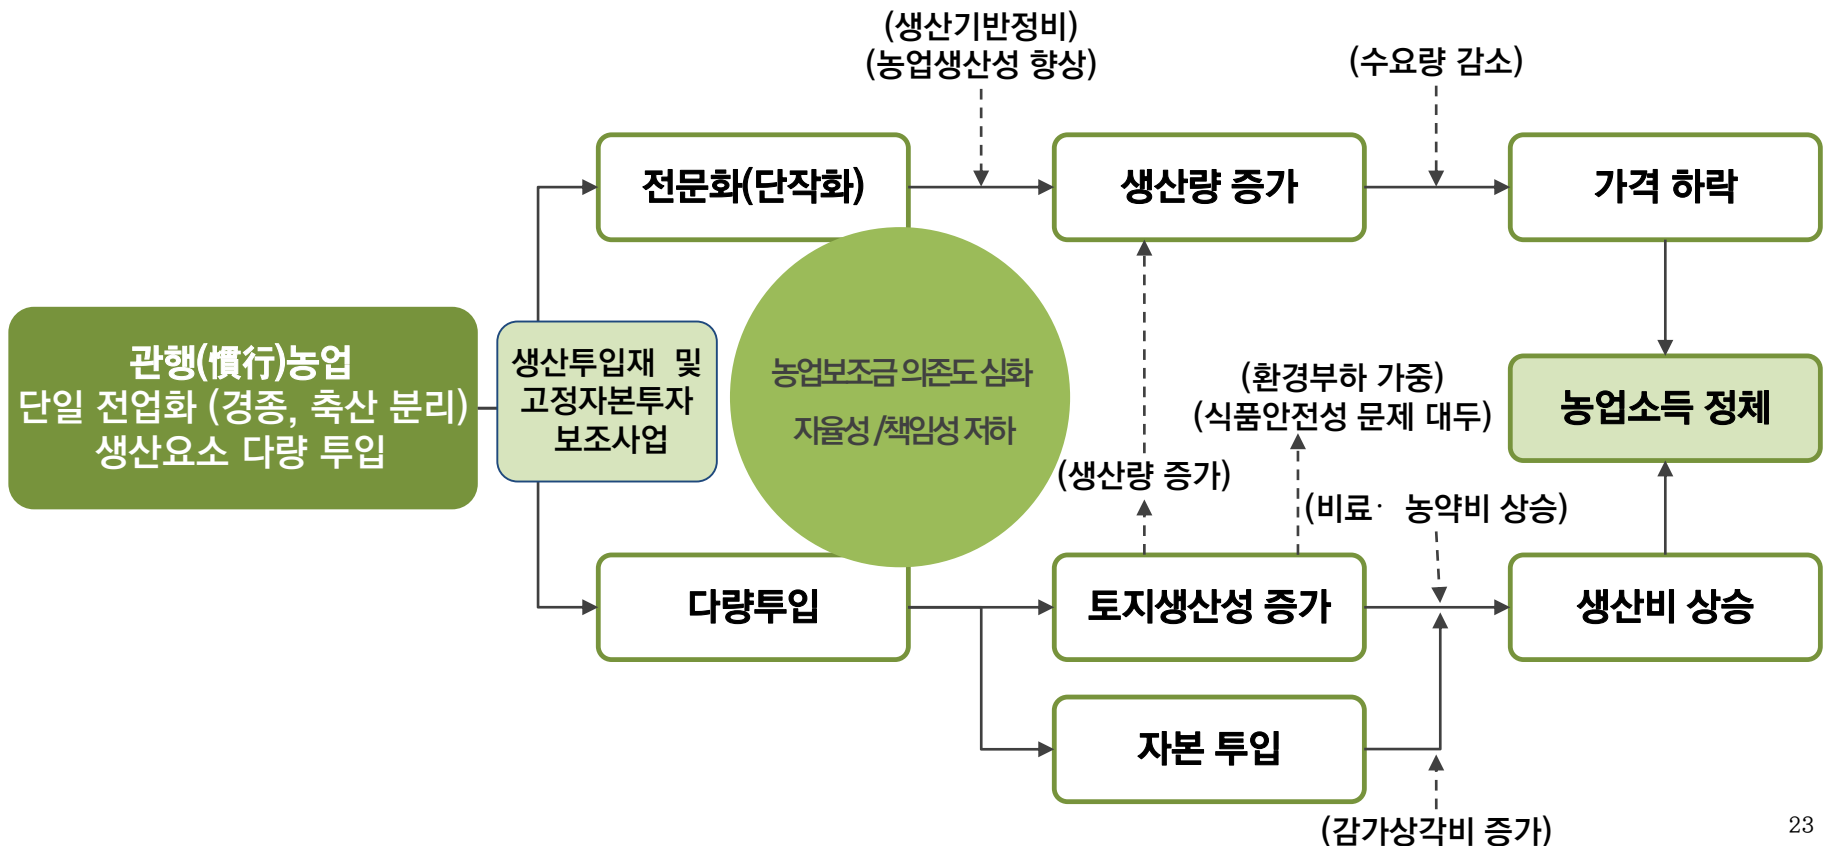 (생산기반정비)
(농업생산성 향상)
(수요량 감소)
전문화(단작화)
생산량 증가
가격 하락
관행(慣行)농업
단일 전업화 (경종, 축산 분리)
생산요소 다량 투입
생산투입재 및
고정자본투자
보조사업
농업보조금 의존도 심화
자율성 /책임성 저하
(환경부하 가중)
(식품안전성 문제 대두)
농업소득 정체
(생산량 증가)
(비료· 농약비 상승)
다량투입
토지생산성 증가
생산비 상승
자본 투입
(감가상각비 증가)
23